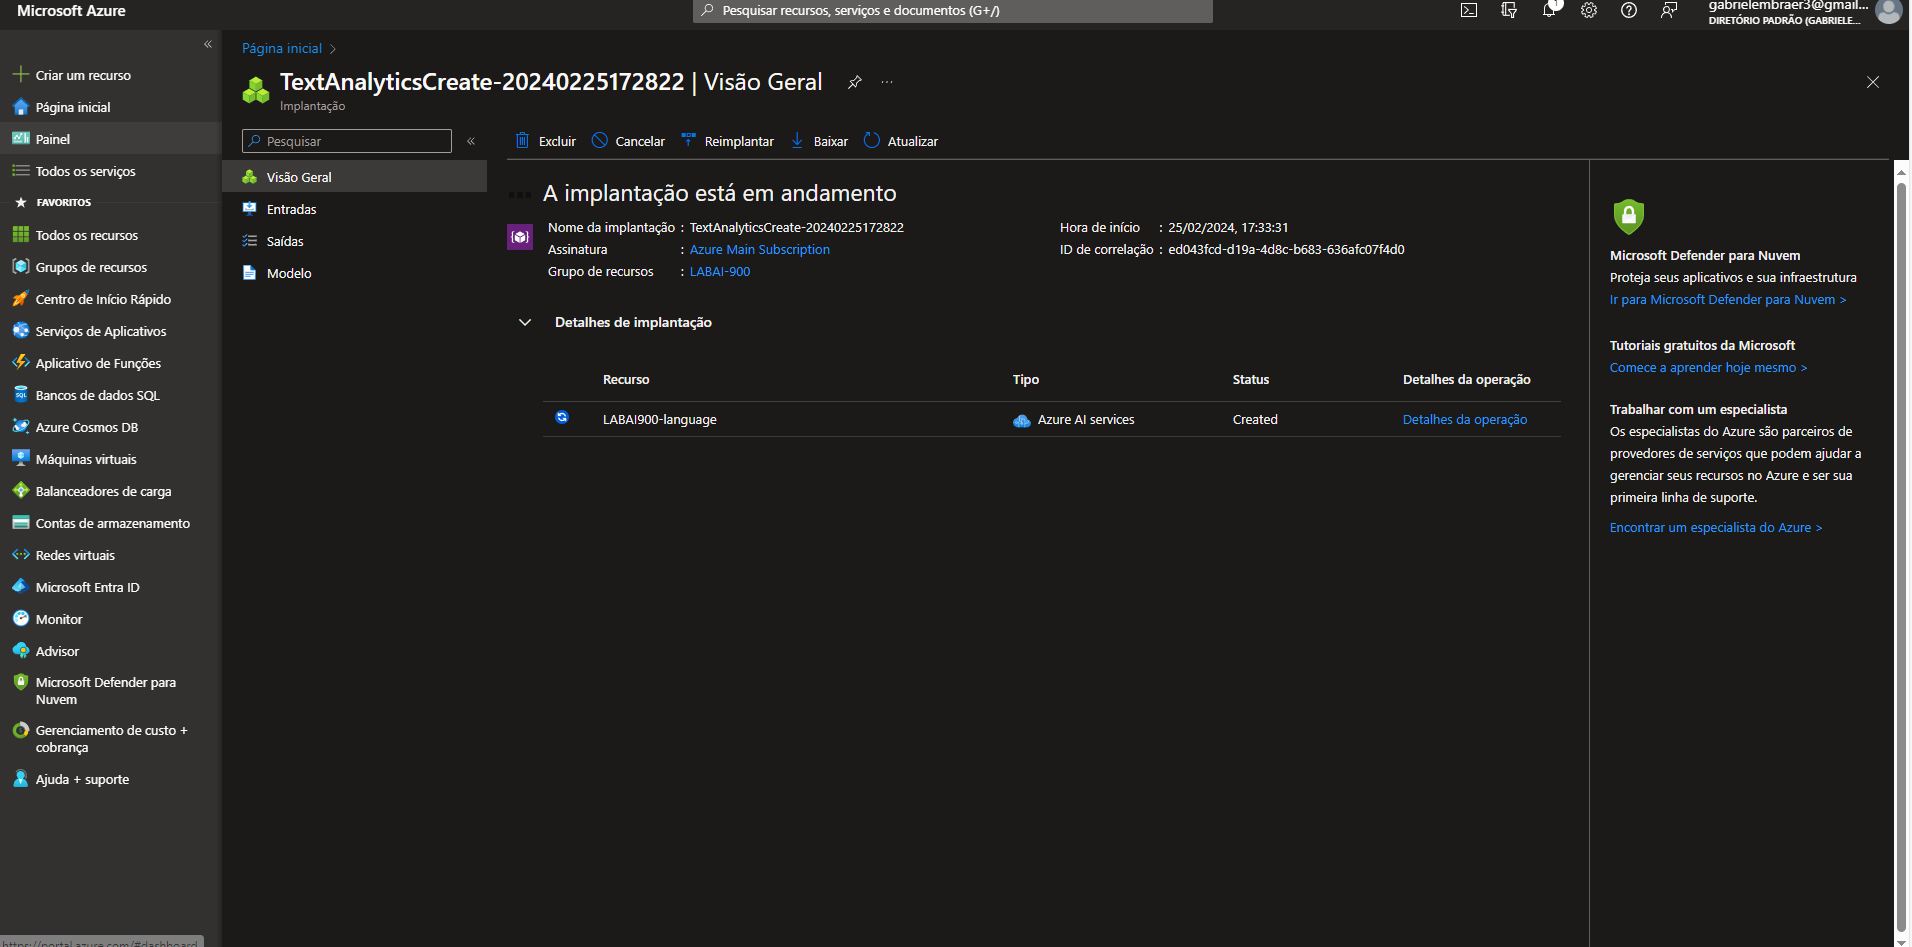 Microsoft Azure
Pesquisar recursos, serviços e documentos (G+/)
1
gabrielembraer3@gmail...
DIRETÓRIO PADRÃO (GABRIELE...
Criar um recurso
Página inicial
Painel
Todos os serviços
FAVORITOS
Todos os recursos
Grupos de recursos
Centro de Início Rápido
Serviços de Aplicativos
Aplicativo de Funções
Bancos de dados SQL
Azure Cosmos DB
Máquinas virtuais
Balanceadores de carga
Contas de armazenamento
Redes virtuais
Microsoft Entra ID
Monitor
Advisor
Microsoft Defender para
Nuvem
Gerenciamento de custo +
cobrança
Ajuda + suporte
https://portal.azure.com/#dashboard
Página inicial >
TextAnalyticsCreate-20240225172822 | Visão Geral
Implantação
Pesquisar
Visão Geral
Entradas
Saídas
Modelo
Excluir Cancelar Reimplantar Baixar Atualizar
A implantação está em andamento
Nome da implantação : TextAnalyticsCreate-20240225172822
Assinatura : Azure Main Subscription
Grupo de recursos : LABAI-900
Hora de início : 25/02/2024, 17:33:31
ID de correlação : ed043fcd-d19a-4d8c-b683-636afc07f4d0
Detalhes de implantação
Recurso Tipo Status Detalhes da operação
LABAI900-language Azure AI services Created Detalhes da operação
Microsoft Defender para Nuvem
Proteja seus aplicativos e sua infraestrutura
Ir para Microsoft Defender para Nuvem >
Tutoriais gratuitos da Microsoft
Comece a aprender hoje mesmo >
Trabalhar com um especialista
Os especialistas do Azure são parceiros de
provedores de serviços que podem ajudar a
gerenciar seus recursos no Azure e ser sua
primeira linha de suporte.
Encontrar um especialista do Azure >